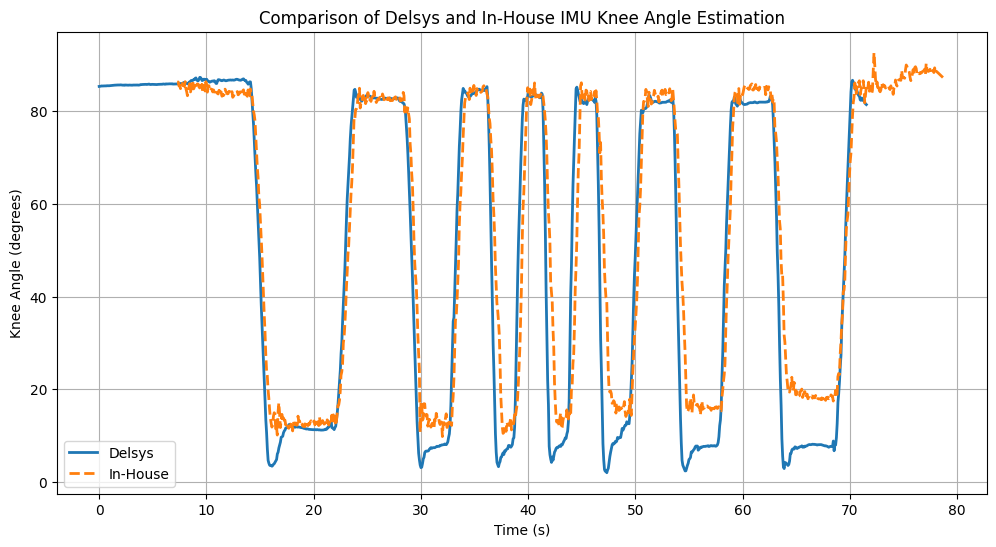 Comparison of Delsys and In-House IMU Knee Angle Estimation
Knee Angle (degrees)
80
60
40
20
0
Delsys
In-House
0 10 20 30 40 50 60 70 80
Time (s)